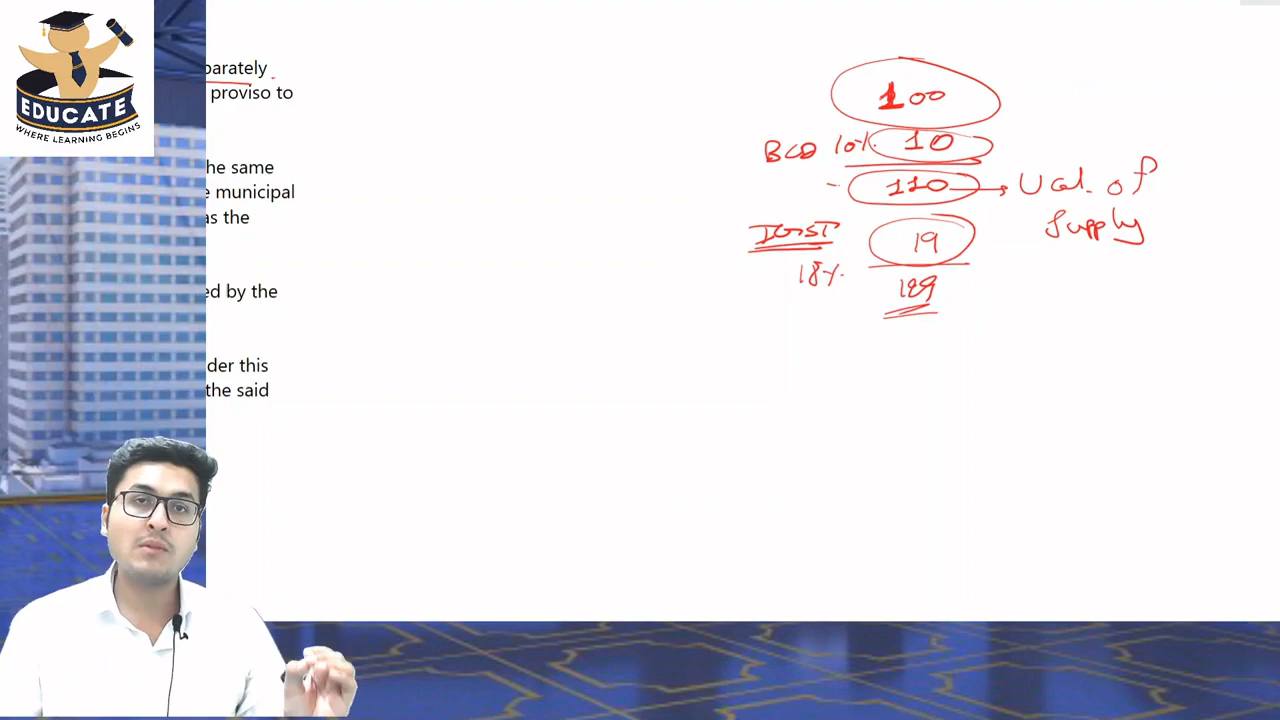 EDUCATE
WHERE LEARNING BEGINS
parately
proviso to
he same
municipal
as the
ed by the
der this
the said
100
BCD 10% 10
110 Val. of
Supply
IGST 19
18%
129